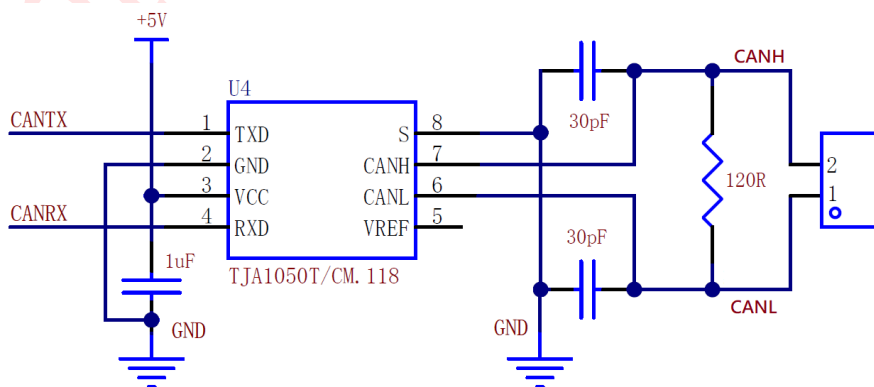 +5V
CANH
U4
CANTX
1
TXD
S
8
30pF
2
GND
CANH
7
2
3
VCC
CANL
6
120R
1
CANRX
4
RXD
VREF
5
30pF
1uF
TJA1050T/CM.118
GND
GND
CANL